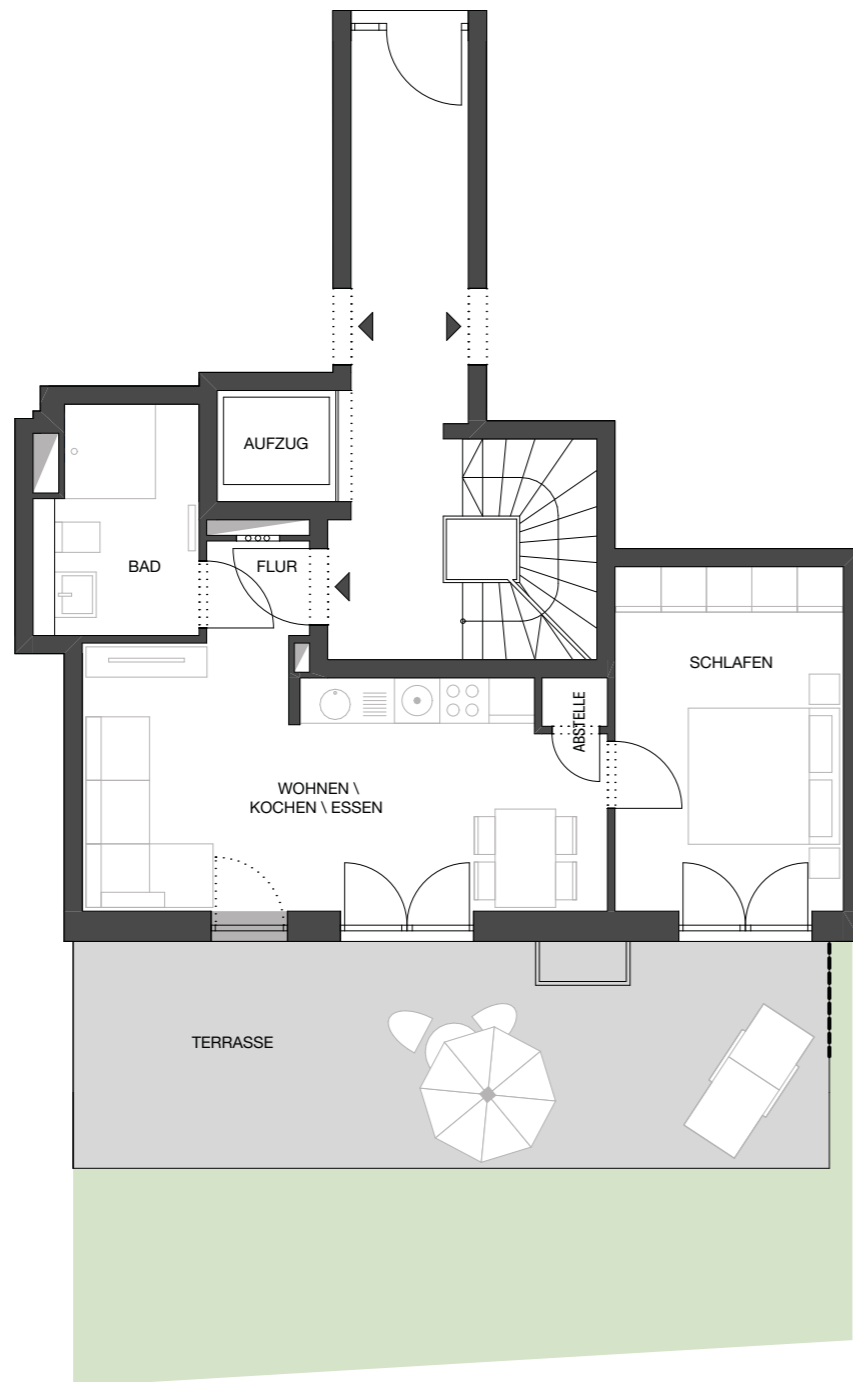 AUFZUG
BAD
FLUR
SCHLAFEN
ABSTELLE
WOHNEN \
KOCHEN \ ESSEN
TERRASSE